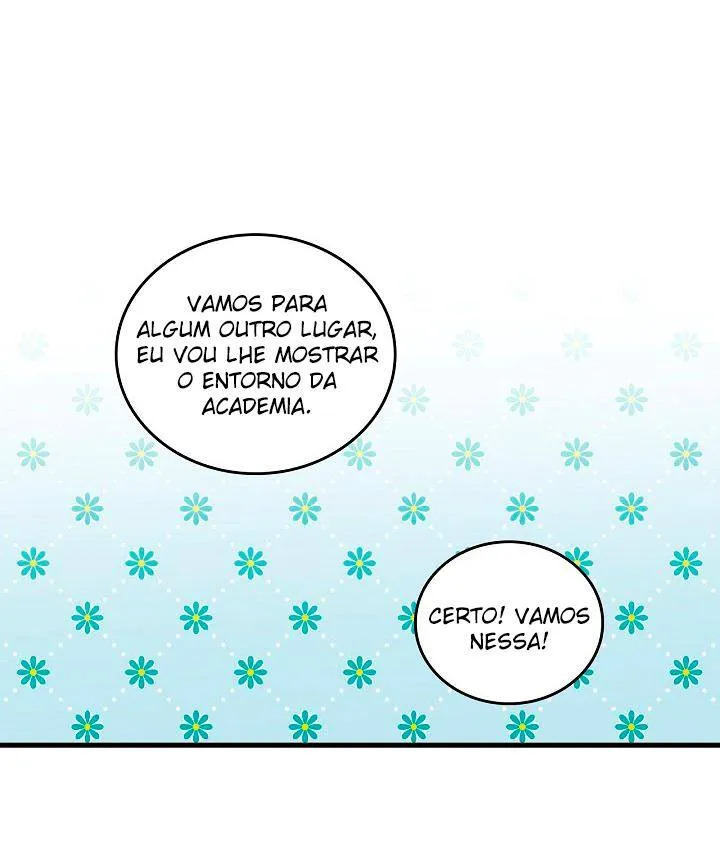 VAMOS PARA
ALGUM OUTRO LUGAR,
EU VOU LHE MOSTRAR
O ENTORNO DA
ACADEMIA.
CERTO! VAMOS
NESSA!